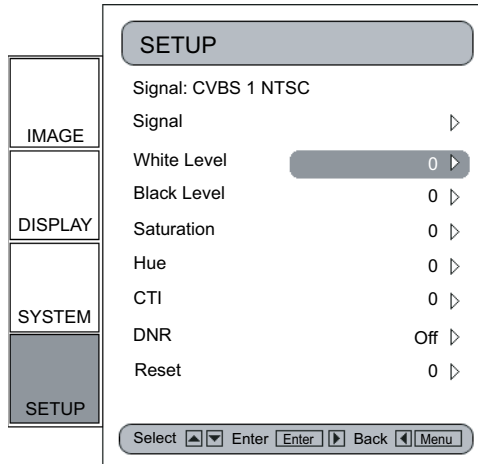 SETUP
Signal: CVBS 1 NTSC
Signal
White Level 0
Black Level 0
Saturation 0
Hue 0
CTI 0
DNR Off
Reset 0
IMAGE
DISPLAY
SYSTEM
SETUP
Select Enter Enter Back Menu